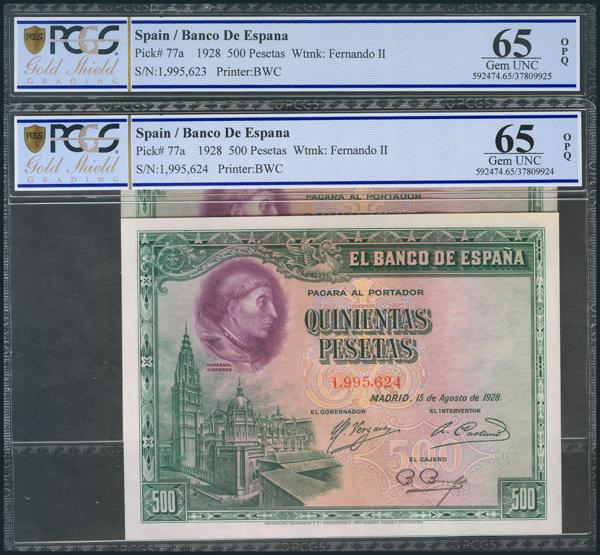 PCGS
Gold Shield
GRADING
Spain / Banco De Espana
Pick# 77a 1928 500 Pesetas Wtmk: Fernando II
S/N:1,995,623 Printer:BWC
65
Gem UNC
592474.65/37809925
OPQ
PCGS
Gold Shield
GRADING
Spain / Banco De Espana
Pick# 77a 1928 500 Pesetas Wtmk: Fernando II
S/N:1,995,624 Printer:BWC
65
Gem UNC
592474.65/37809924
OPQ
PAGARA AL PORTADOR
EL BANCO DE ESPAÑA
PAGARA AL PORTADOR
QUINIENTAS
PESETAS
CARDENAL
CISNEROS
1,995,624
MADRID, 15 de Agosto de 1928.
EL GOBERNADOR
EL INTERVENTOR
500
EL CAJERO
500
500